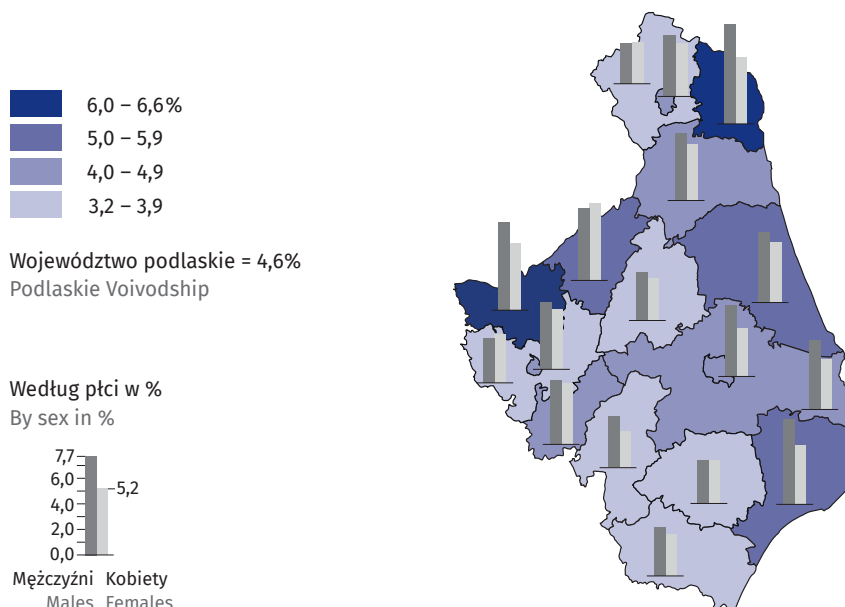 6,0 – 6,6%
5,0 – 5,9
4,0 – 4,9
3,2 – 3,9
Województwo podlaskie = 4,6%
Podlaskie Voivodship
Według płci w %
By sex in %
7,7
6,0
5,2
4,0
2,0
0,0
Mężczyźni Kobiety
Males Females